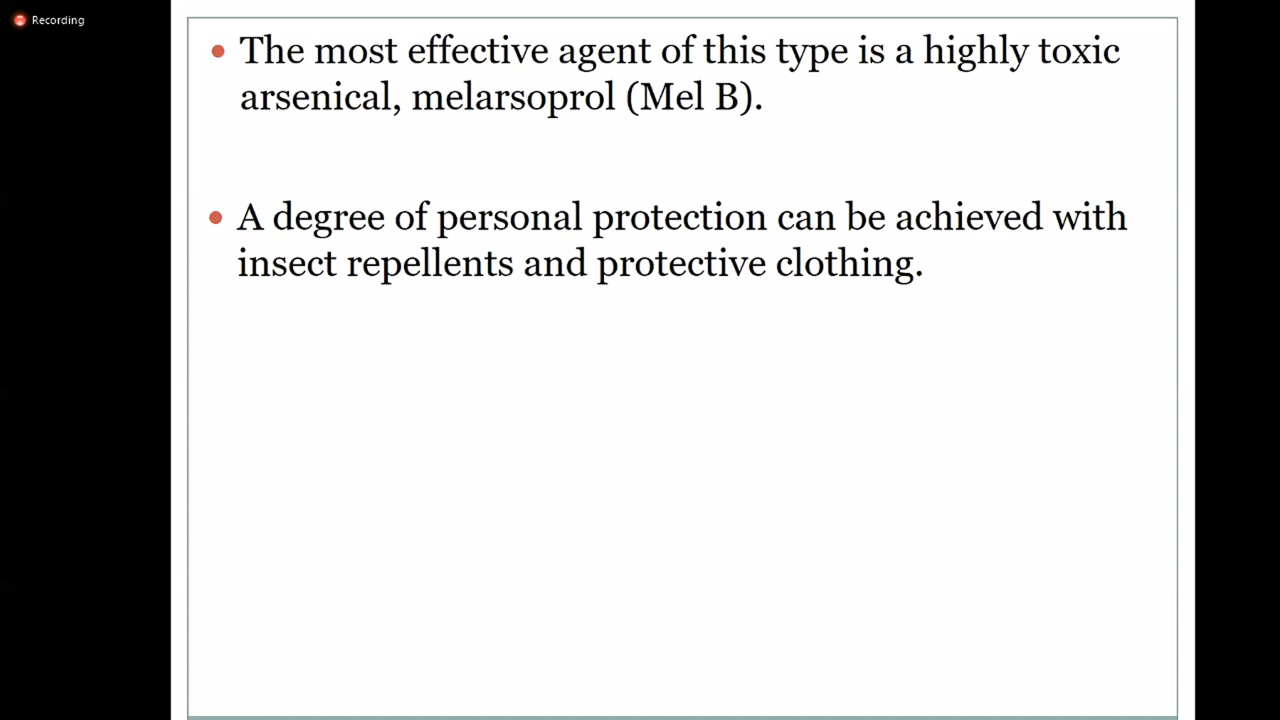 Recording
• The most effective agent of this type is a highly toxic
arsenical, melarsoprol (Mel B).
• A degree of personal protection can be achieved with
insect repellents and protective clothing.